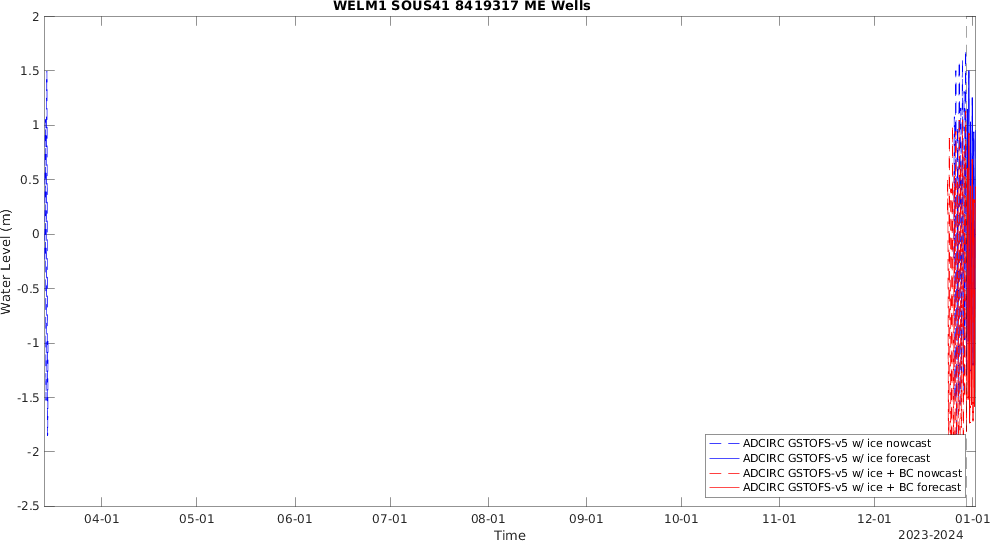 WELM1 SOUS41 8419317 ME Wells
Water Level (m)
2
1.5
1
0.5
0
-0.5
-1
-1.5
-2
-2.5
ADCIRC GSTOFS-v5 w/ ice nowcast
ADCIRC GSTOFS-v5 w/ ice forecast
ADCIRC GSTOFS-v5 w/ ice + BC nowcast
ADCIRC GSTOFS-v5 w/ ice + BC forecast
04-01 05-01 06-01 07-01 08-01 09-01 10-01 11-01 12-01 01-01
Time
2023-2024